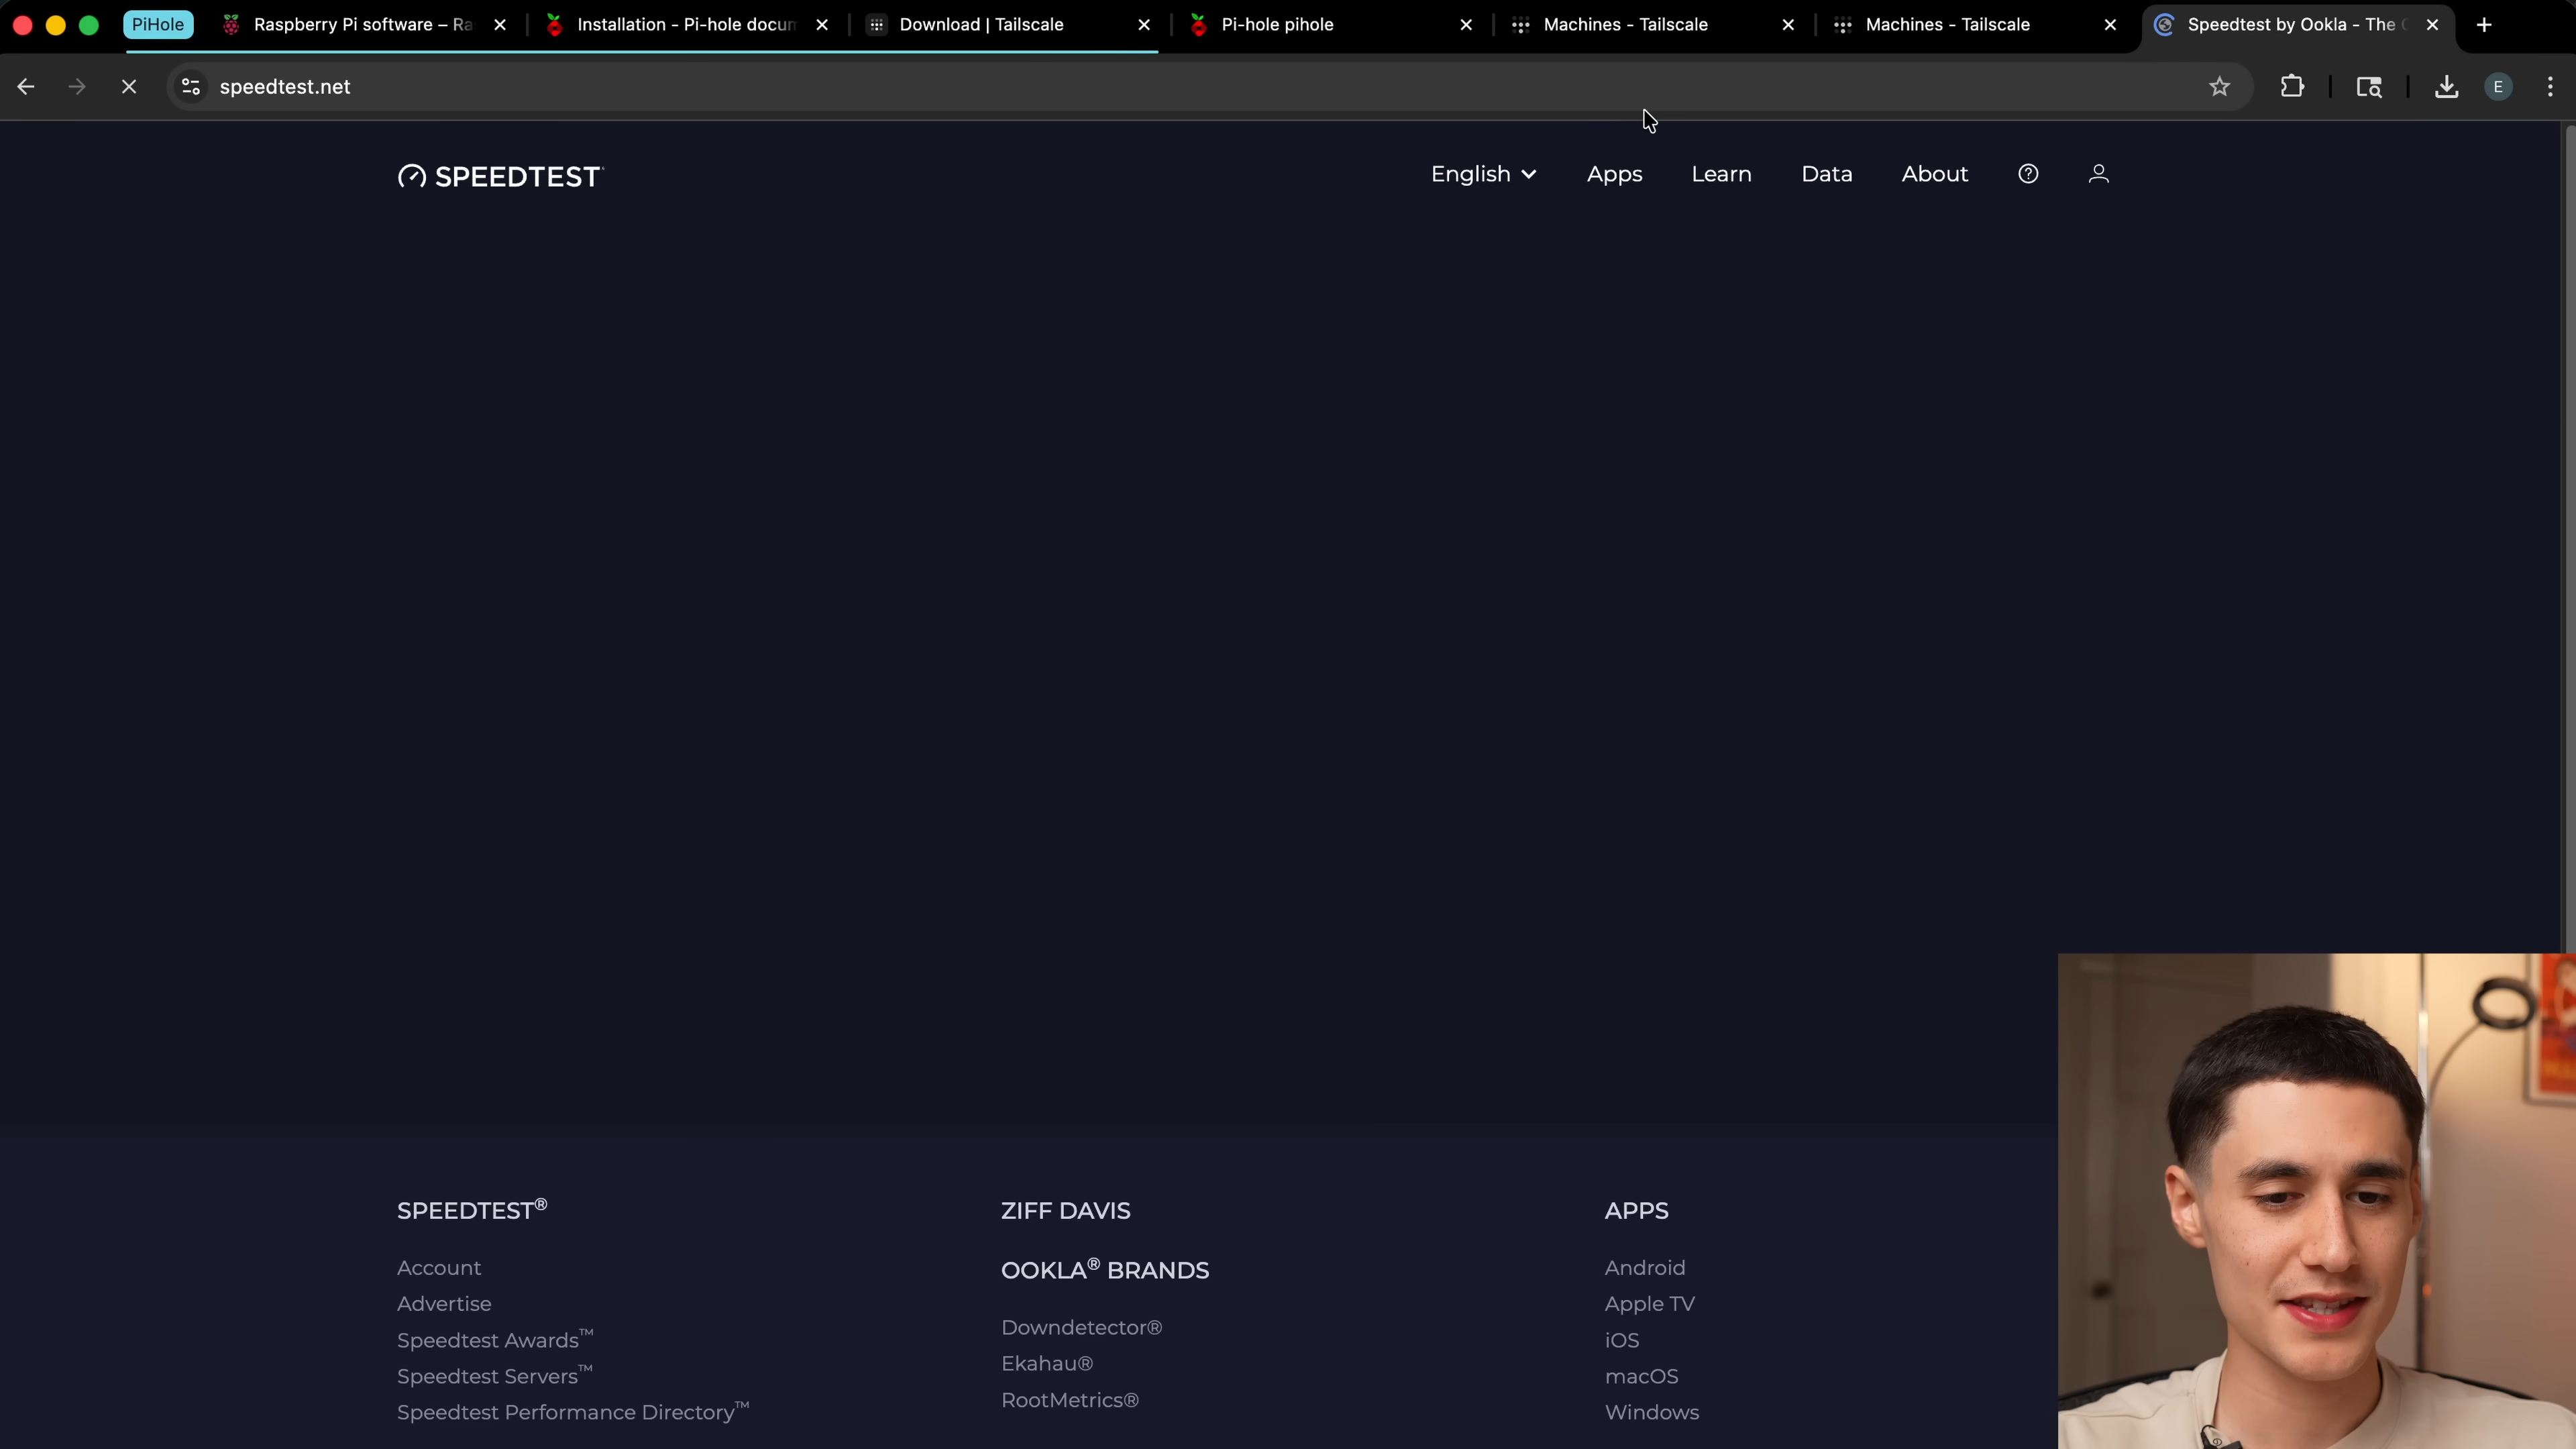 PiHole
Raspberry Pi software – Ra
Installation - Pi-hole docum
Download | Tailscale
Pi-hole pihole
Machines - Tailscale
Machines - Tailscale
Speedtest by Ookla - The
speedtest.net
E
SPEEDTEST
English
Apps
Learn
Data
About
SPEEDTEST®
Account
Advertise
Speedtest Awards™
Speedtest Servers™
Speedtest Performance Directory™
ZIFF DAVIS
OOKLA® BRANDS
Downdetector®
Ekahau®
RootMetrics®
APPS
Android
Apple TV
iOS
macOS
Windows